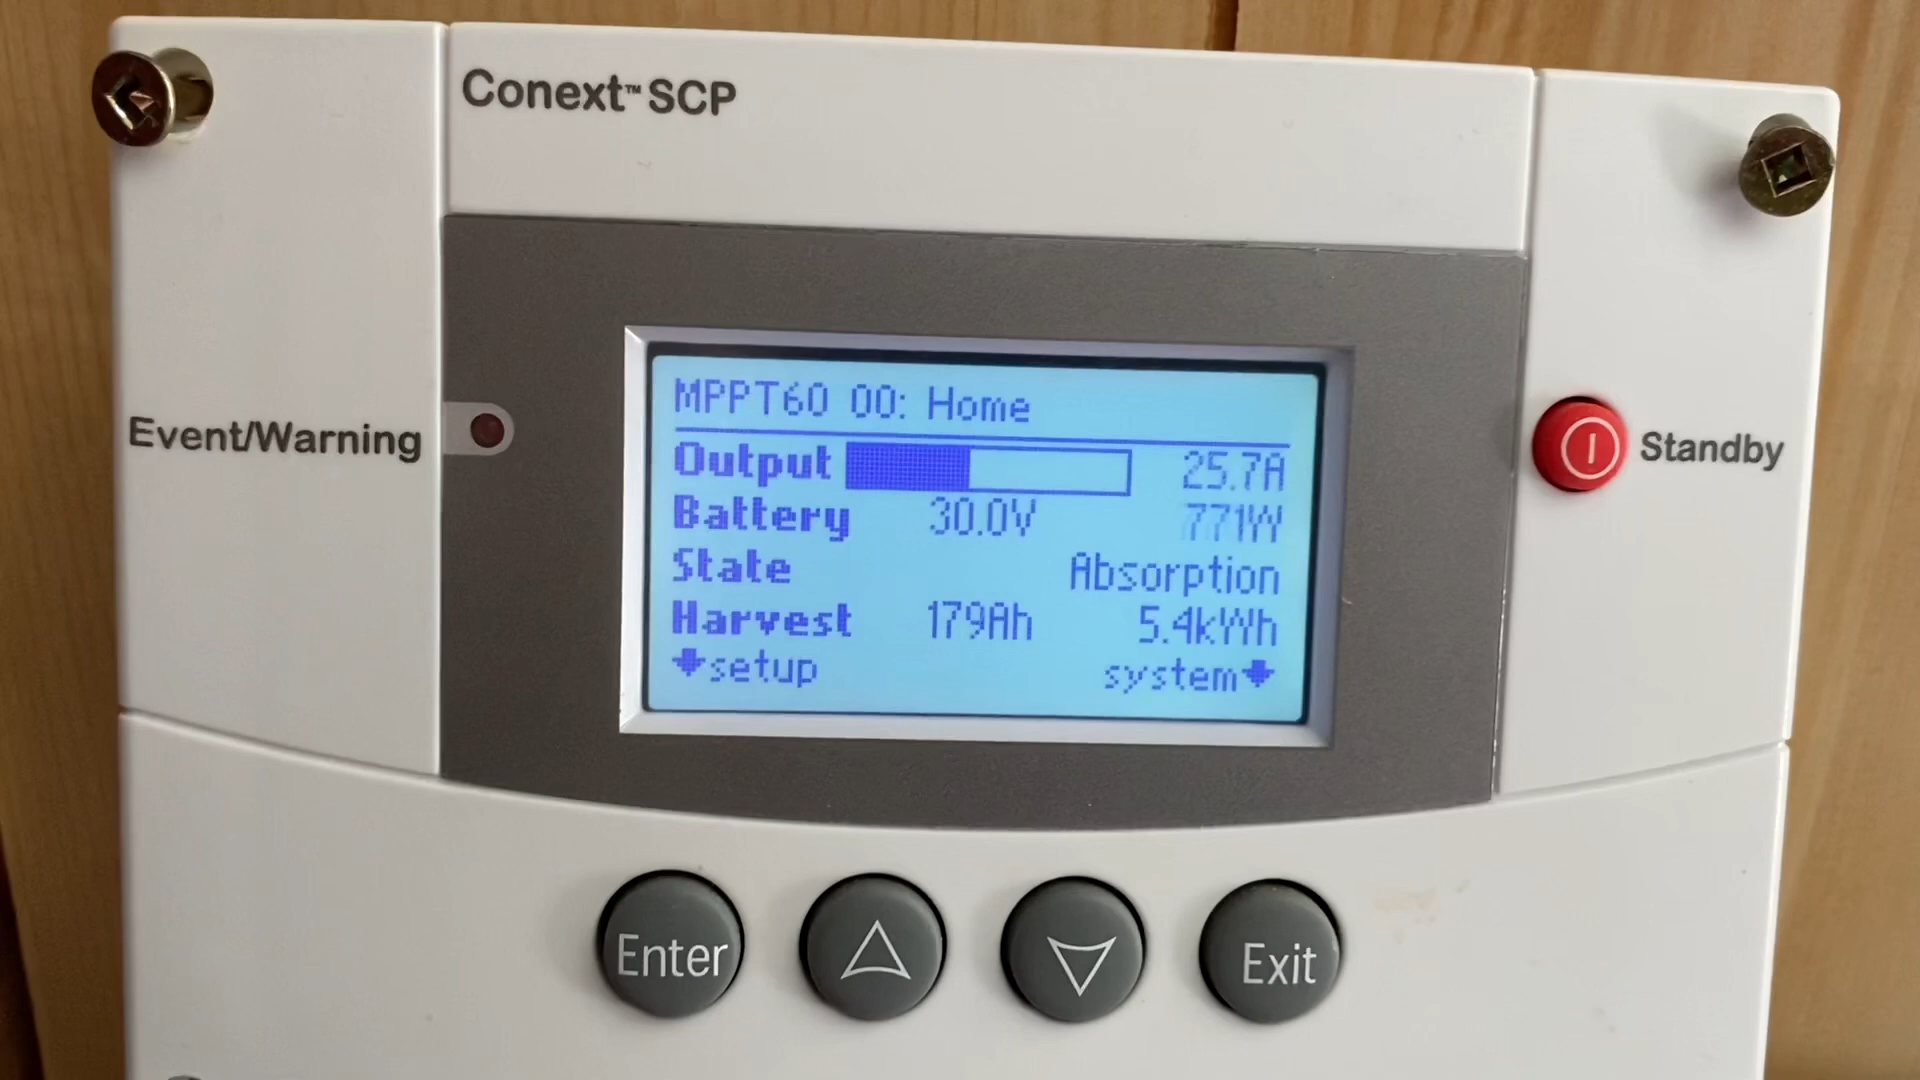 Conext™ SCP
Event/Warning
MPPT60 00: Home
Output 25.7A
Battery 30.0V 771W
State Absorption
Harvest 179Ah 5.4kWh
setup system
Standby
Enter Exit